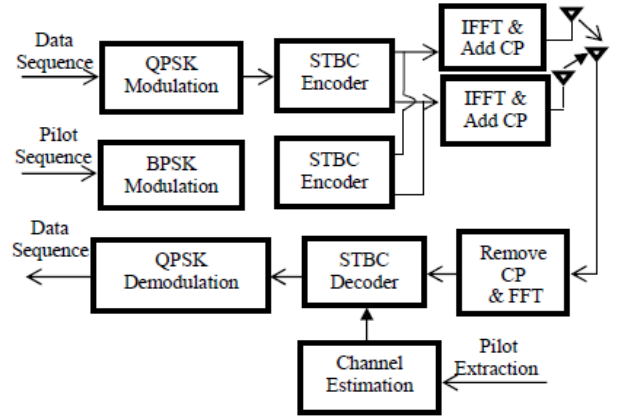 Data
Sequence
QPSK
Modulation
STBC
Encoder
IFFT &
Add CP
IFFT &
Add CP
Pilot
Sequence
BPSK
Modulation
STBC
Encoder
Data
Sequence
QPSK
Demodulation
STBC
Decoder
Remove
CP
& FFT
Channel
Estimation
Pilot
Extraction